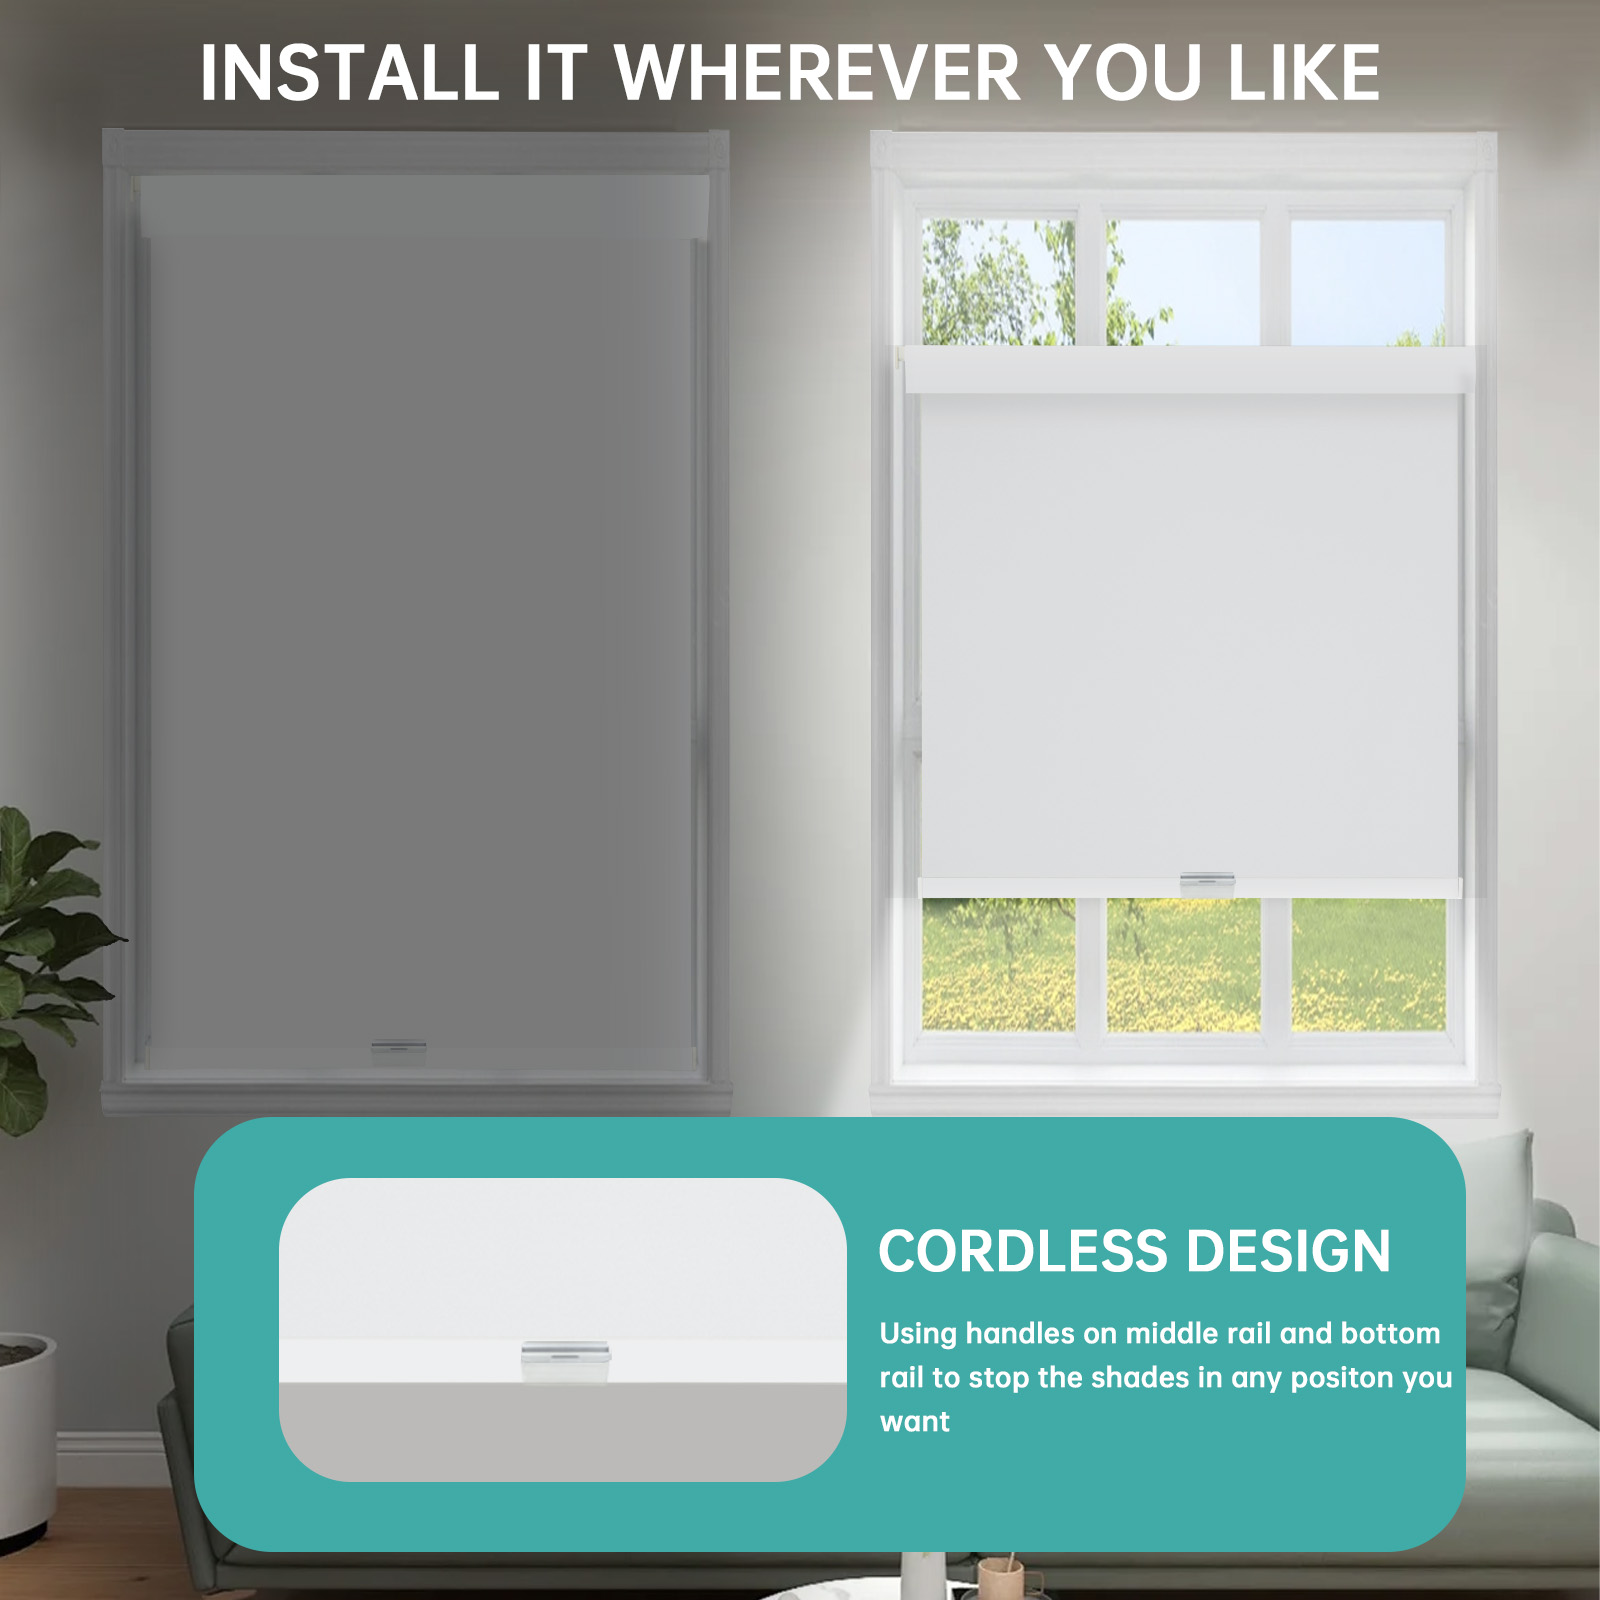 INSTALL IT WHEREVER YOU LIKE
CORDLESS DESIGN
Using handles on middle rail and bottom
rail to stop the shades in any positon you
want